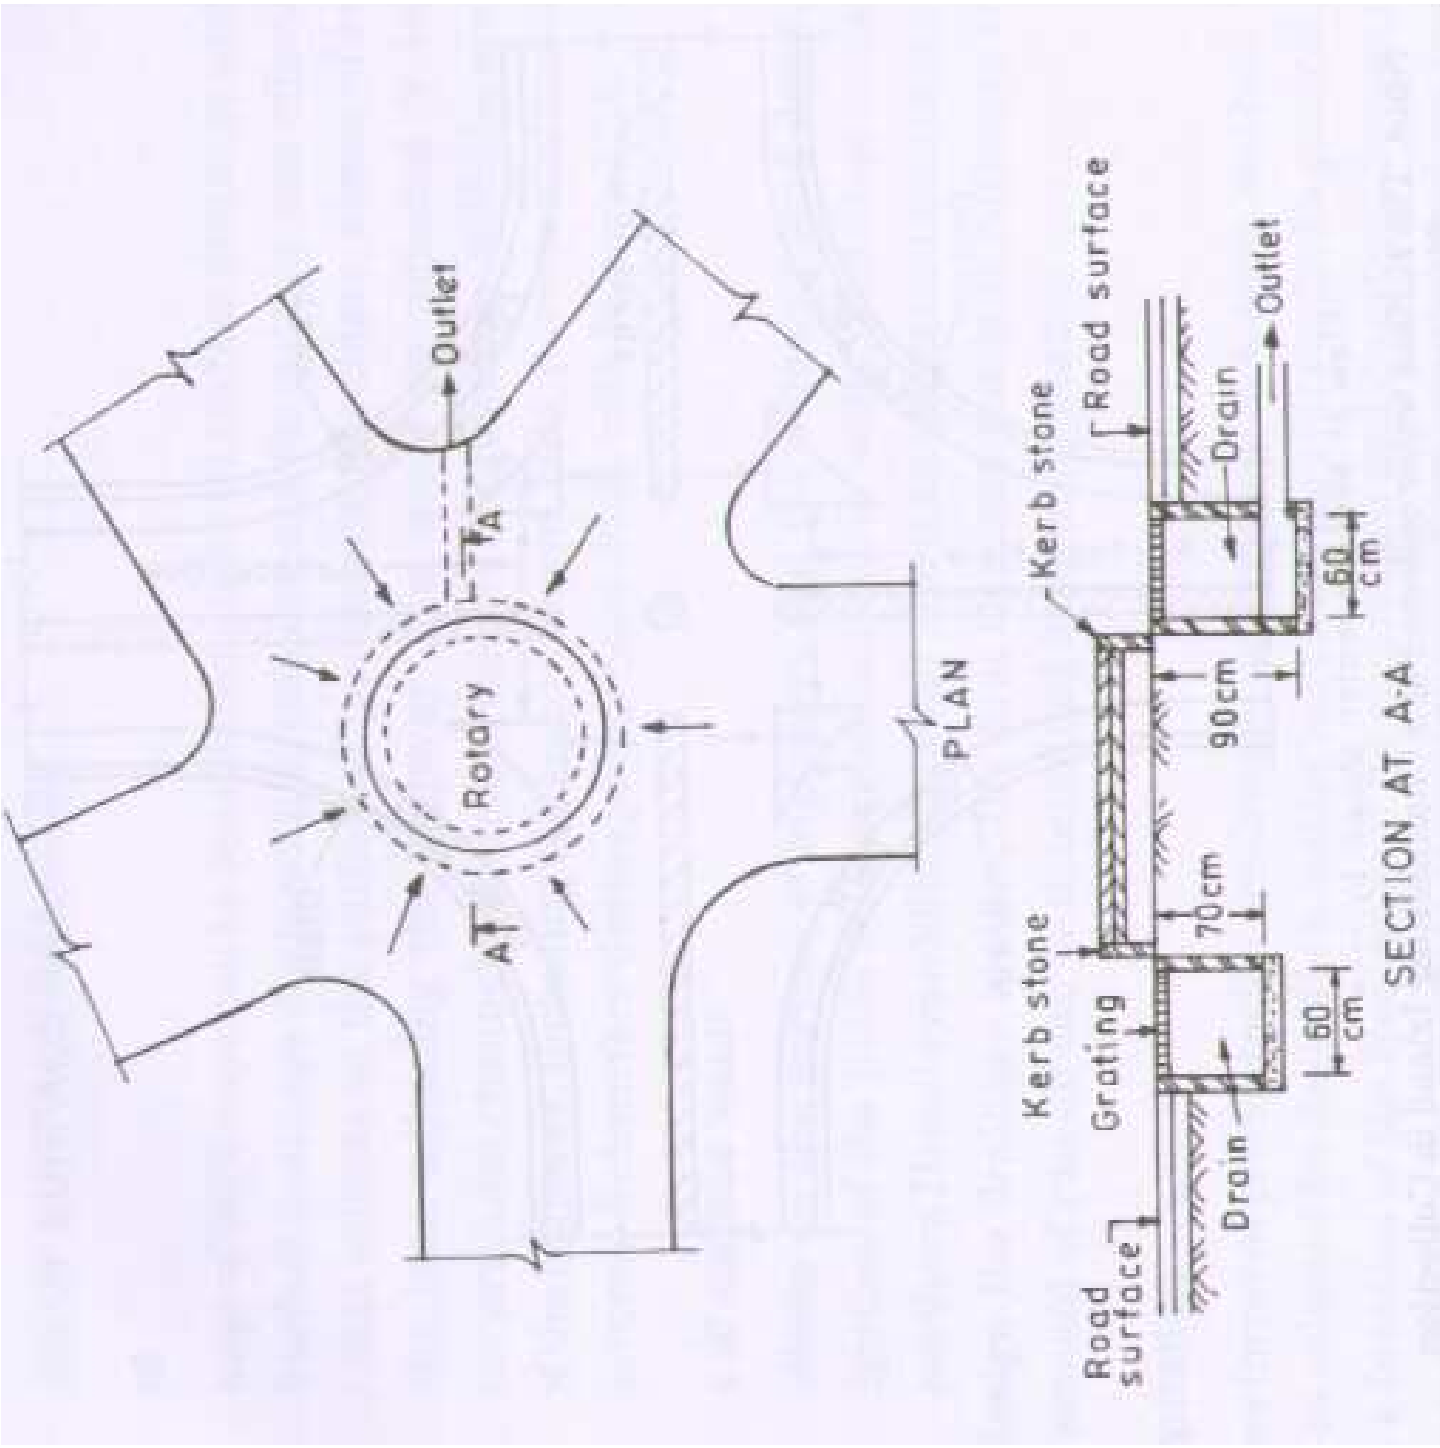 Outlet
A
Rotary
A
PLAN
Kerb stone
Road surface
Kerb stone
Grating
Drain
Outlet
Road
surface
Drain
70cm
90cm
60
cm
60
cm
SECTION AT A-A